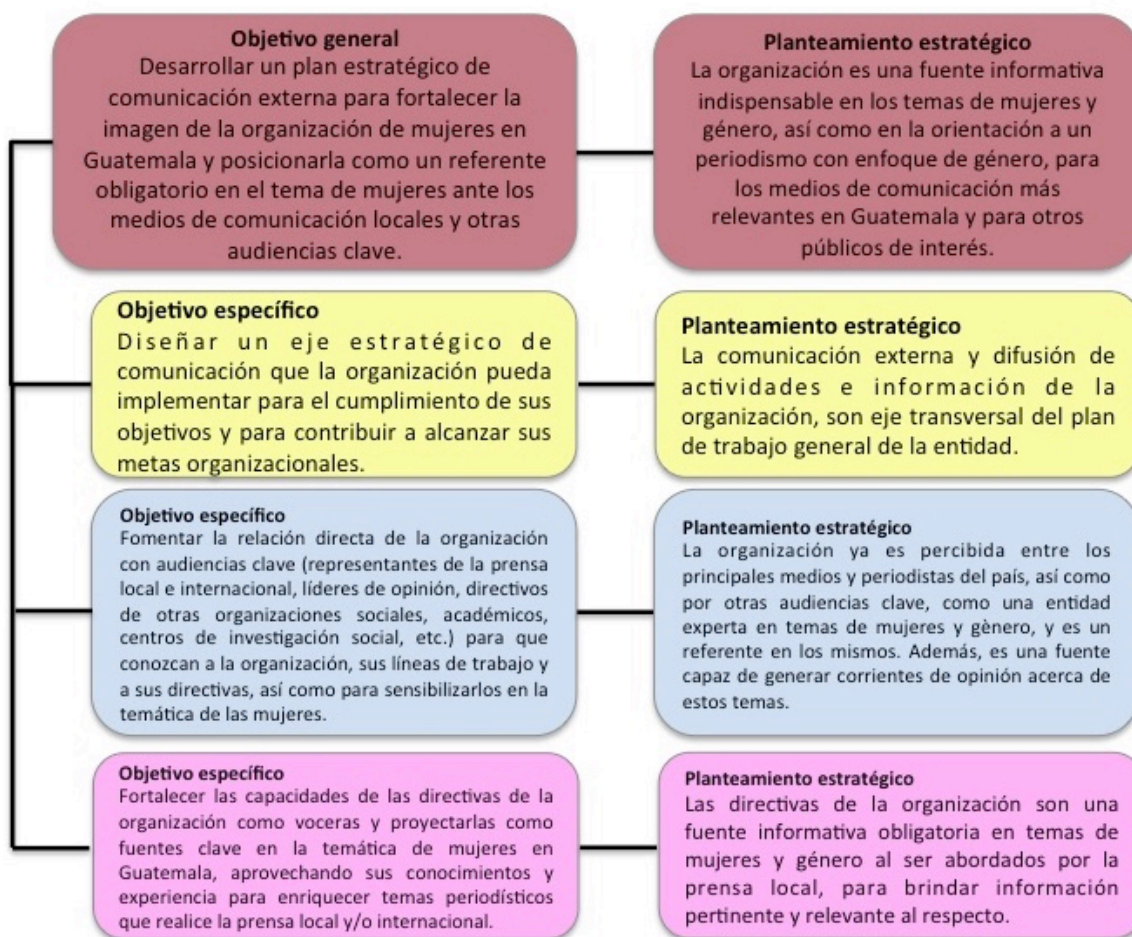 Objetivo general
Desarrollar un plan estratégico de
comunicación externa para fortalecer la
imagen de la organización de mujeres en
Guatemala y posicionarla como un referente
obligatorio en el tema de mujeres ante los
medios de comunicación locales y otras
audiencias clave.
Planteamiento estratégico
La organización es una fuente informativa
indispensable en los temas de mujeres y
género, así como en la orientación a un
periodismo con enfoque de género, para
los medios de comunicación más
relevantes en Guatemala y para otros
públicos de interés.
Objetivo específico
Diseñar un eje estratégico de
comunicación que la organización pueda
implementar para el cumplimiento de sus
objetivos y para contribuir a alcanzar sus
metas organizacionales.
Planteamiento estratégico
La comunicación externa y difusión de
actividades e información de la
organización, son eje transversal del plan
de trabajo general de la entidad.
Objetivo específico
Fomentar la relación directa de la organización
con audiencias clave (representantes de la prensa
local e internacional, líderes de opinión, directivos
de otras organizaciones sociales, académicos,
centros de investigación social, etc.) para que
conozcan a la organización, sus líneas de trabajo y
a sus directivas, así como para sensibilizarlos en la
temática de las mujeres.
Planteamiento estratégico
La organización ya es percibida entre los
principales medios y periodistas del país, así como
por otras audiencias clave, como una entidad
experta en temas de mujeres y gènero, y es un
referente en los mismos. Además, es una fuente
capaz de generar corrientes de opinión acerca de
estos temas.
Objetivo específico
Fortalecer las capacidades de las directivas de la
organización como voceras y proyectarlas como
fuentes clave en la temática de mujeres en
Guatemala, aprovechando sus conocimientos y
experiencia para enriquecer temas periodísticos
que realice la prensa local y/o internacional.
Planteamiento estratégico
Las directivas de la organización son una
fuente informativa obligatoria en temas de
mujeres y género al ser abordados por la
prensa local, para brindar información
pertinente y relevante al respecto.